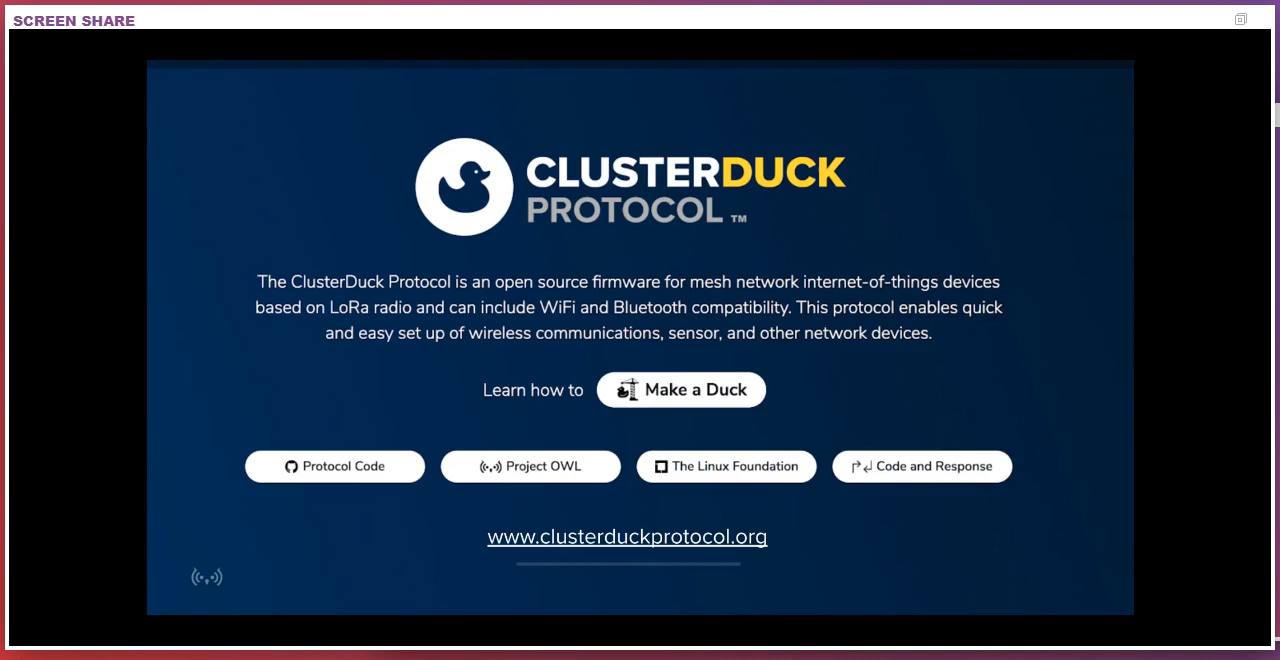 SCREEN SHARE
CLUSTERDUCK
PROTOCOL ™
The ClusterDuck Protocol is an open source firmware for mesh network internet-of-things devices
based on LoRa radio and can include WiFi and Bluetooth compatibility. This protocol enables quick
and easy set up of wireless communications, sensor, and other network devices.
Learn how to Make a Duck
Protocol Code Project OWL The Linux Foundation Code and Response
www.clusterduckprotocol.org